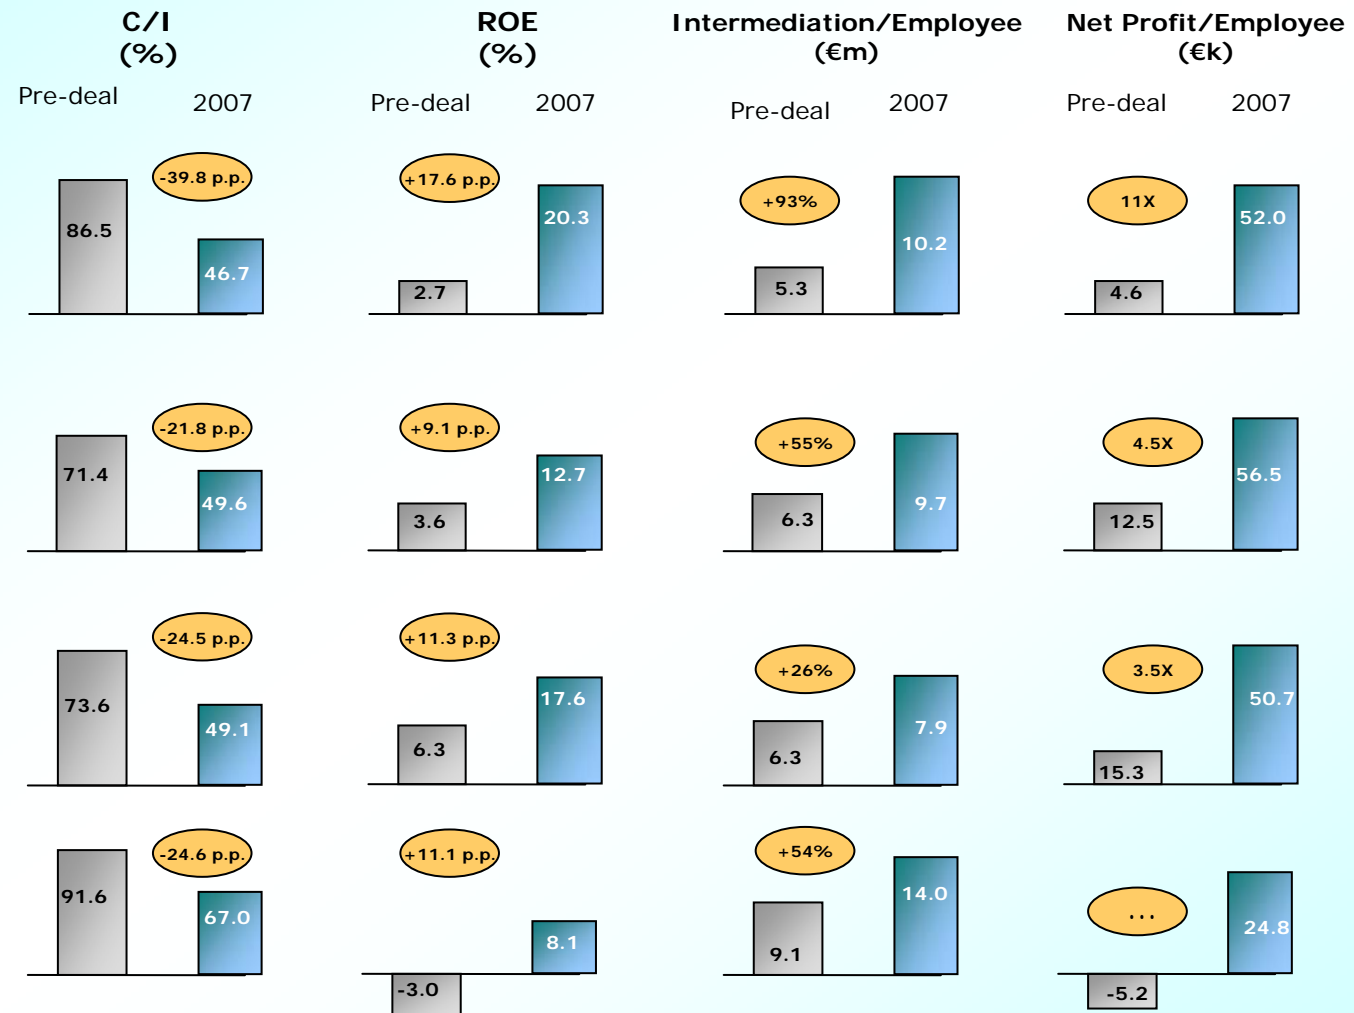 C/I
(%)
ROE
(%)
Intermediation/Employee
(€m)
Net Profit/Employee
(€k)
Pre-deal 2007
Pre-deal 2007
Pre-deal 2007
Pre-deal 2007
86.5
-39.8 p.p.
46.7
2.7
+17.6 p.p.
20.3
5.3
+93%
10.2
4.6
11X
52.0
71.4
-21.8 p.p.
49.6
3.6
+9.1 p.p.
12.7
6.3
+55%
9.7
12.5
4.5X
56.5
73.6
-24.5 p.p.
49.1
6.3
+11.3 p.p.
17.6
6.3
+26%
7.9
15.3
3.5X
50.7
91.6
-24.6 p.p.
67.0
-3.0
+11.1 p.p.
8.1
9.1
+54%
14.0
-5.2
...
24.8